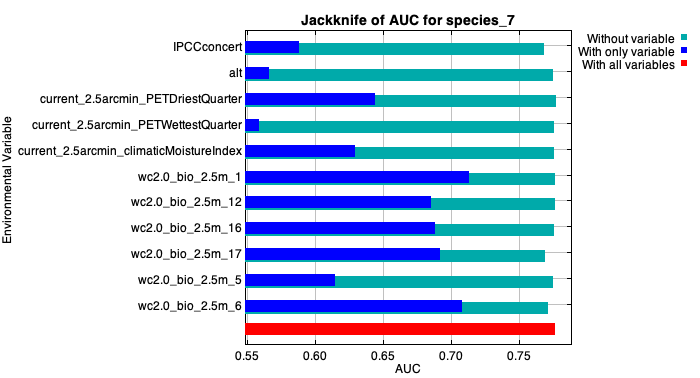 Jackknife of AUC for species_7
Without variable
With only variable
With all variables
Environmental Variable
IPCCconcert
alt
current_2.5arcmin_PETDriestQuarter
current_2.5arcmin_PETWettestQuarter
current_2.5arcmin_climaticMoistureIndex
wc2.0_bio_2.5m_1
wc2.0_bio_2.5m_12
wc2.0_bio_2.5m_16
wc2.0_bio_2.5m_17
wc2.0_bio_2.5m_5
wc2.0_bio_2.5m_6
0.55 0.60 0.65 0.70 0.75
AUC